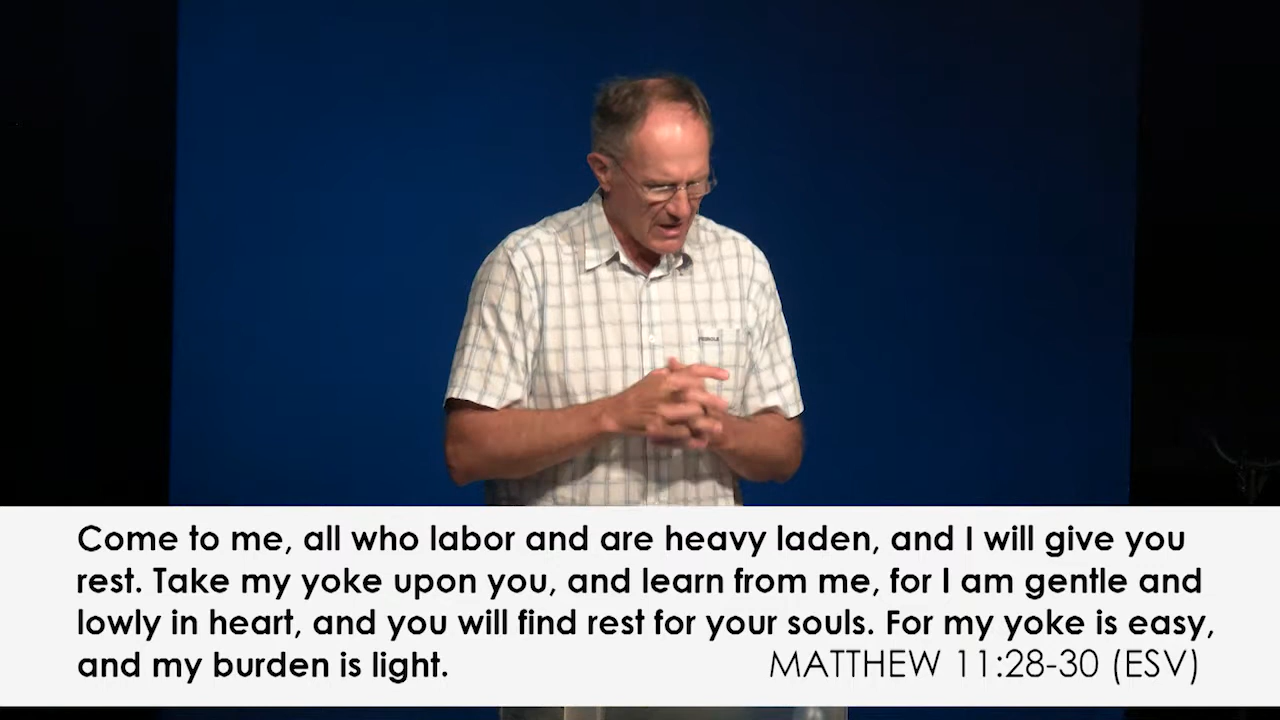 Come to me, all who labor and are heavy laden, and I will give you
rest. Take my yoke upon you, and learn from me, for I am gentle and
lowly in heart, and you will find rest for your souls. For my yoke is easy,
and my burden is light. MATTHEW 11:28-30 (ESV)